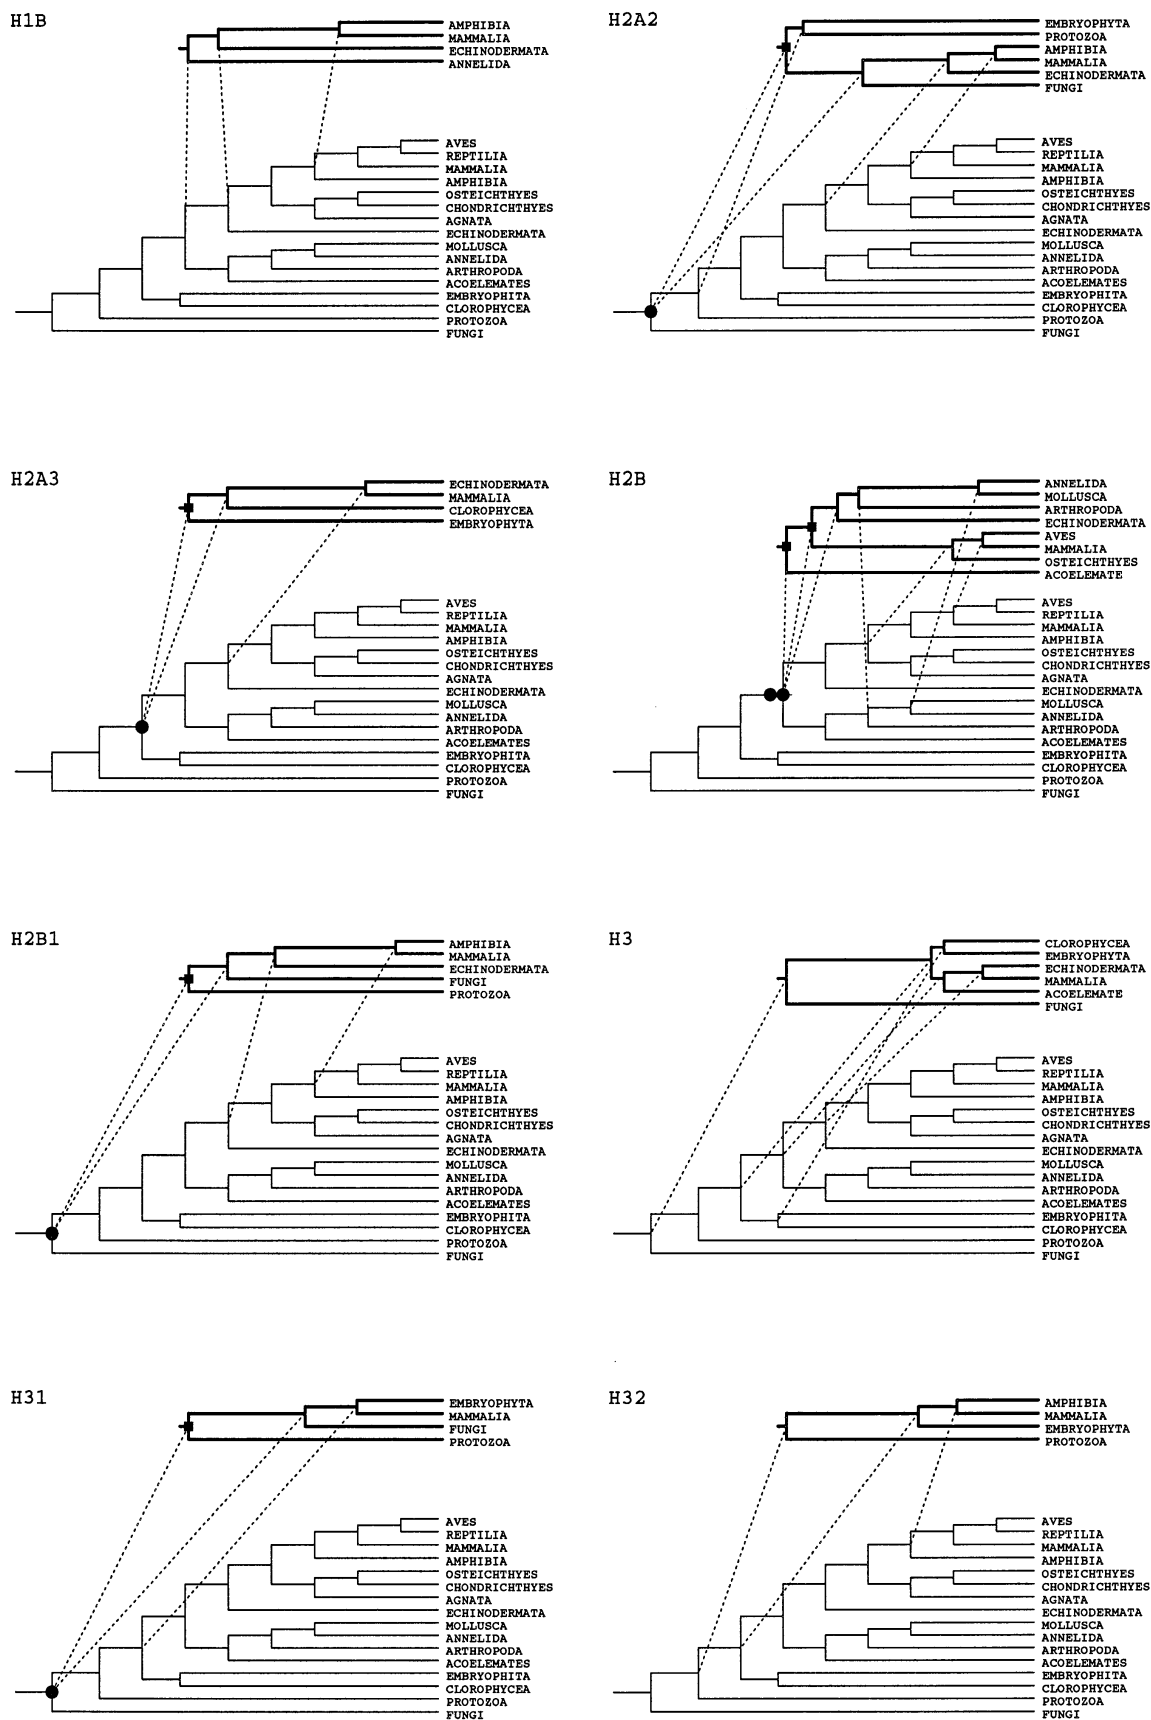 H1B
AMPHIBIA
MAMMALIA
ECHINODERMATA
ANNELIDA
AVES
REPTILIA
MAMMALIA
AMPHIBIA
OSTEICHTHYES
CHONDRICHTHYES
AGNATA
ECHINODERMATA
MOLLUSCA
ANNELIDA
ARTHROPODA
ACOELEMATES
EMBRYOPHITA
CLOROPHYCEA
PROTOZOA
FUNGI
H2A2
EMBRYOPHYTA
PROTOZOA
AMPHIBIA
MAMMALIA
ECHINODERMATA
FUNGI
AVES
REPTILIA
MAMMALIA
AMPHIBIA
OSTEICHTHYES
CHONDRICHTHYES
AGNATA
ECHINODERMATA
MOLLUSCA
ANNELIDA
ARTHROPODA
ACOELEMATES
EMBRYOPHITA
CLOROPHYCEA
PROTOZOA
FUNGI
H2A3
ECHINODERMATA
MAMMALIA
CLOROPHYCEA
EMBRYOPHYTA
AVES
REPTILIA
MAMMALIA
AMPHIBIA
OSTEICHTHYES
CHONDRICHTHYES
AGNATA
ECHINODERMATA
MOLLUSCA
ANNELIDA
ARTHROPODA
ACOELEMATES
EMBRYOPHITA
CLOROPHYCEA
PROTOZOA
FUNGI
H2B
ANNELIDA
MOLLUSCA
ARTHROPODA
ECHINODERMATA
AVES
MAMMALIA
OSTEICHTHYES
ACOELEMATE
AVES
REPTILIA
MAMMALIA
AMPHIBIA
OSTEICHTHYES
CHONDRICHTHYES
AGNATA
ECHINODERMATA
MOLLUSCA
ANNELIDA
ARTHROPODA
ACOELEMATES
EMBRYOPHITA
CLOROPHYCEA
PROTOZOA
FUNGI
H2B1
AMPHIBIA
MAMMALIA
ECHINODERMATA
FUNGI
PROTOZOA
AVES
REPTILIA
MAMMALIA
AMPHIBIA
OSTEICHTHYES
CHONDRICHTHYES
AGNATA
ECHINODERMATA
MOLLUSCA
ANNELIDA
ARTHROPODA
ACOELEMATES
EMBRYOPHITA
CLOROPHYCEA
PROTOZOA
FUNGI
H3
CLOROPHYCEA
EMBRYOPHYTA
ECHINODERMATA
MAMMALIA
ACOELEMATE
FUNGI
AVES
REPTILIA
MAMMALIA
AMPHIBIA
OSTEICHTHYES
CHONDRICHTHYES
AGNATA
ECHINODERMATA
MOLLUSCA
ANNELIDA
ARTHROPODA
ACOELEMATES
EMBRYOPHITA
CLOROPHYCEA
PROTOZOA
FUNGI
H31
EMBRYOPHYTA
MAMMALIA
FUNGI
PROTOZOA
AVES
REPTILIA
MAMMALIA
AMPHIBIA
OSTEICHTHYES
CHONDRICHTHYES
AGNATA
ECHINODERMATA
MOLLUSCA
ANNELIDA
ARTHROPODA
ACOELEMATES
EMBRYOPHITA
CLOROPHYCEA
PROTOZOA
FUNGI
H32
AMPHIBIA
MAMMALIA
EMBRYOPHYTA
PROTOZOA
AVES
REPTILIA
MAMMALIA
AMPHIBIA
OSTEICHTHYES
CHONDRICHTHYES
AGNATA
ECHINODERMATA
MOLLUSCA
ANNELIDA
ARTHROPODA
ACOELEMATES
EMBRYOPHITA
CLOROPHYCEA
PROTOZOA
FUNGI